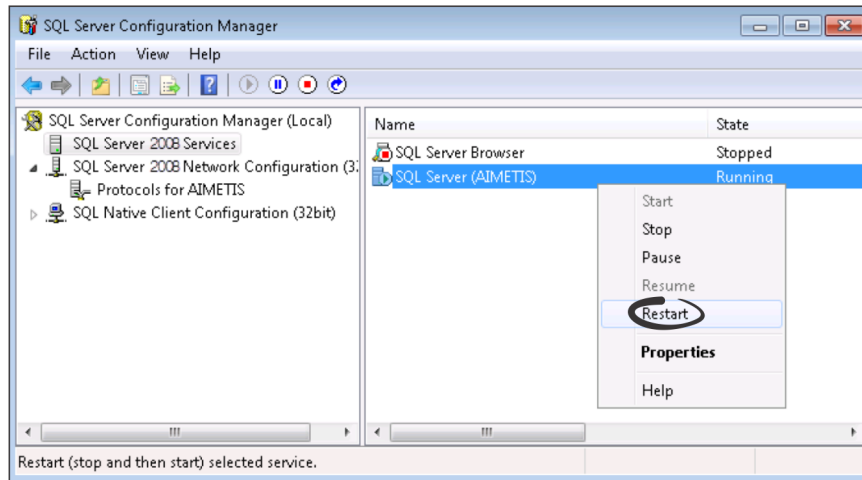 SQL Server Configuration Manager
File Action View Help
SQL Server Configuration Manager (Local)
SQL Server 2008 Services
SQL Server 2008 Network Configuration (3
Protocols for AIMETIS
SQL Native Client Configuration (32bit)
Name State
SQL Server Browser Stopped
SQL Server (AIMETIS) Running
Start
Stop
Pause
Resume
Restart
Properties
Help
Restart (stop and then start) selected service.